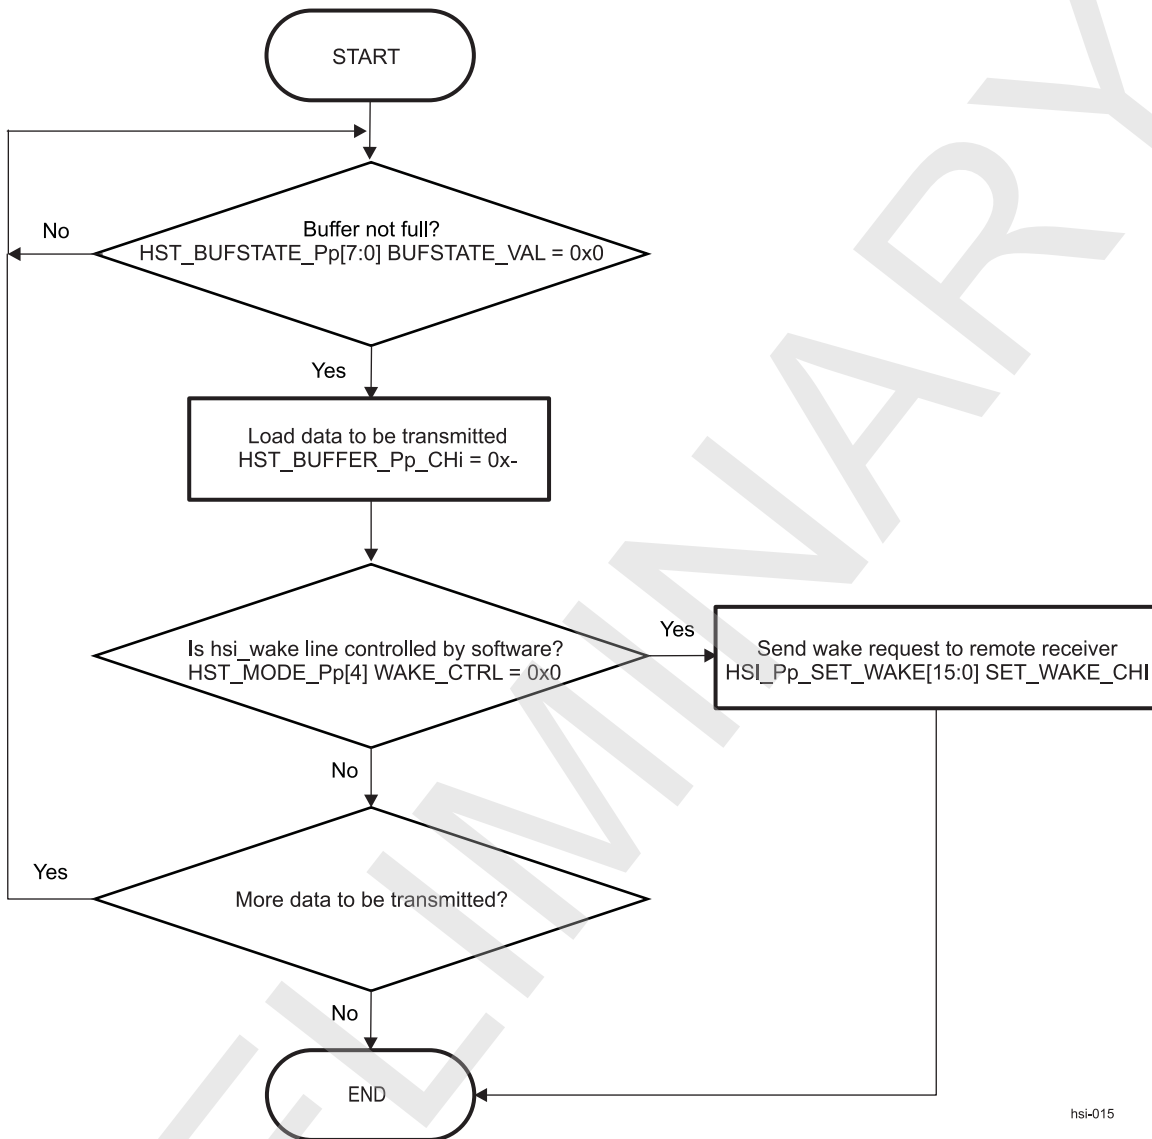 START
No
Buffer not full?
HST_BUFSTATE_Pp[7:0] BUFSTATE_VAL = 0x0
Yes
Load data to be transmitted
HST_BUFFER_Pp_CHi = 0x-
Is hsi_wake line controlled by software?
HST_MODE_Pp[4] WAKE_CTRL = 0x0
Yes
Send wake request to remote receiver
HSI_Pp_SET_WAKE[15:0] SET_WAKE_CHI
No
Yes
More data to be transmitted?
No
END
hsi-015
ELIMINARY